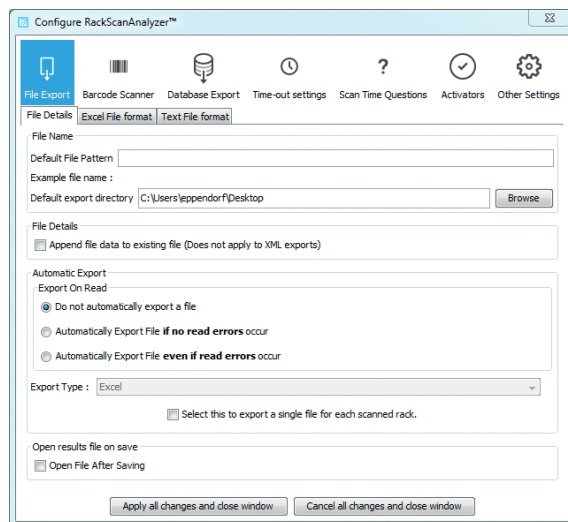 Configure RackScanAnalyzer™
File Export Barcode Scanner Database Export Time-out settings Scan Time Questions Activators Other Settings
File Details Excel File format Text File format
File Name
Default File Pattern
Example file name :
Default export directory C:\Users\eppendorf\Desktop Browse
File Details
Append file data to existing file (Does not apply to XML exports)
Automatic Export
Export On Read
Do not automatically export a file
Automatically Export File if no read errors occur
Automatically Export File even if read errors occur
Export Type : Excel
Select this to export a single file for each scanned rack.
Open results file on save
Open File After Saving
Apply all changes and close window Cancel all changes and close window